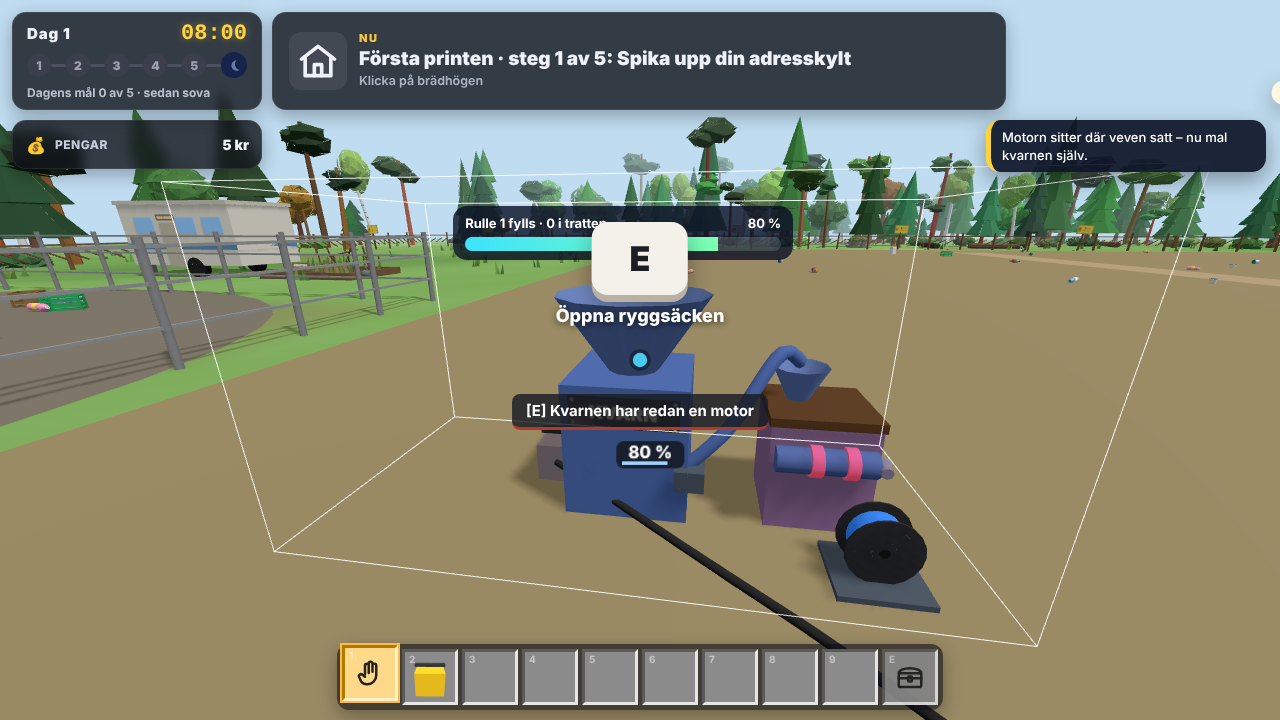 Dag 1
08:00
1 2 3 4 5
Dagens mål 0 av 5 · sedan sova
PENGAR
5 kr
NU
Första printen · steg 1 av 5: Spika upp din adresskylt
Klicka på brädhögen
Motorn sitter där veven satt – nu mal
kvarnen själv.
Rulle 1 fylls · 0 i tratten
80 %
E
Öppna ryggsäcken
[E] Kvarnen har redan en motor
80 %
1 2 3 4 5 6 7 8 9 E